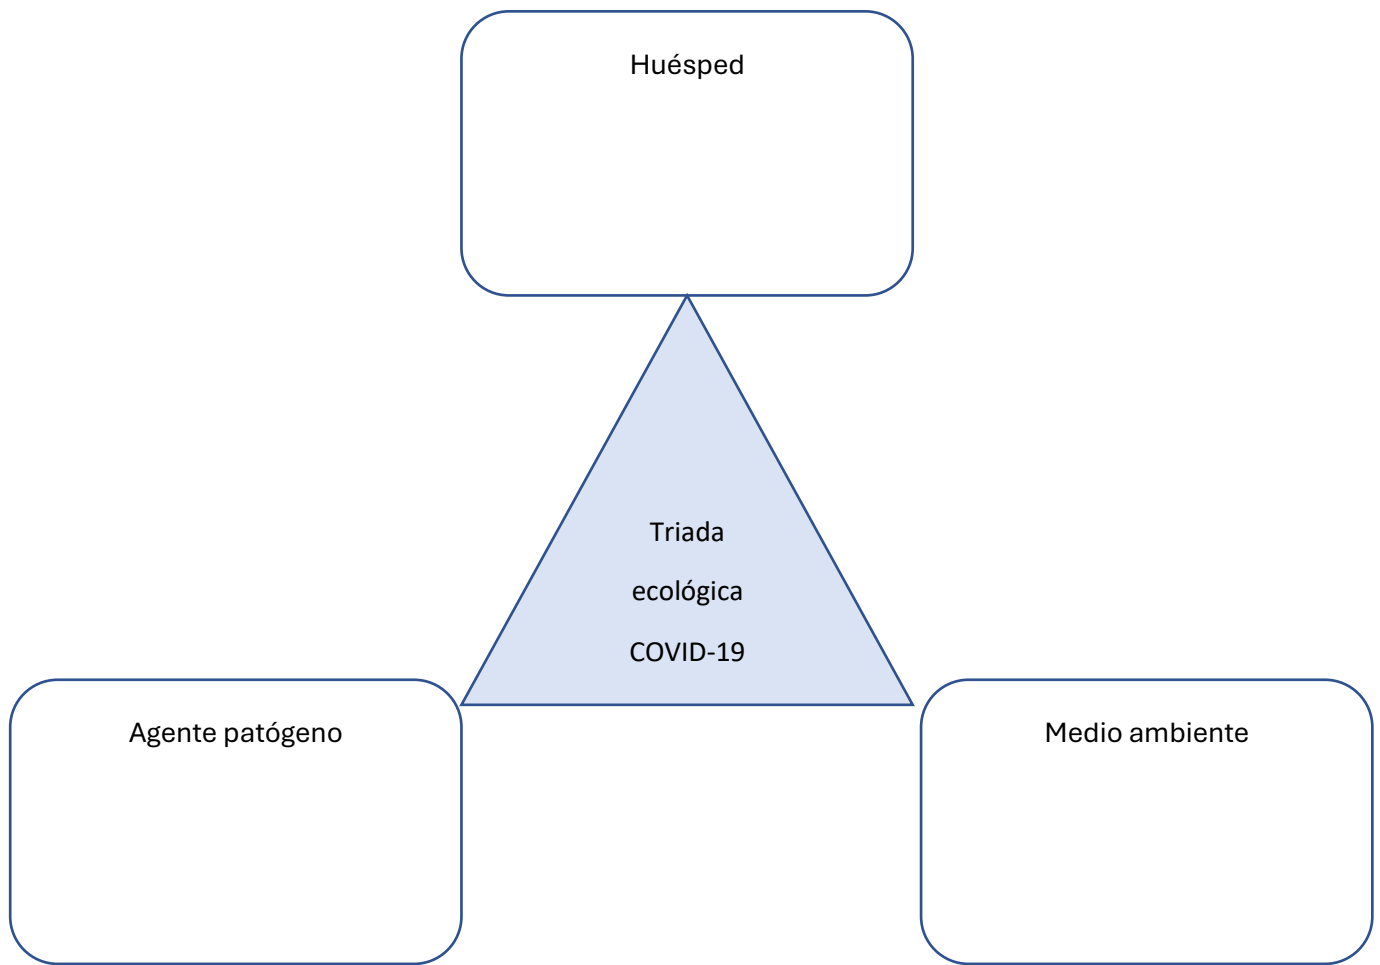 Huésped
Triada
ecológica
COVID-19
Agente patógeno
Medio ambiente